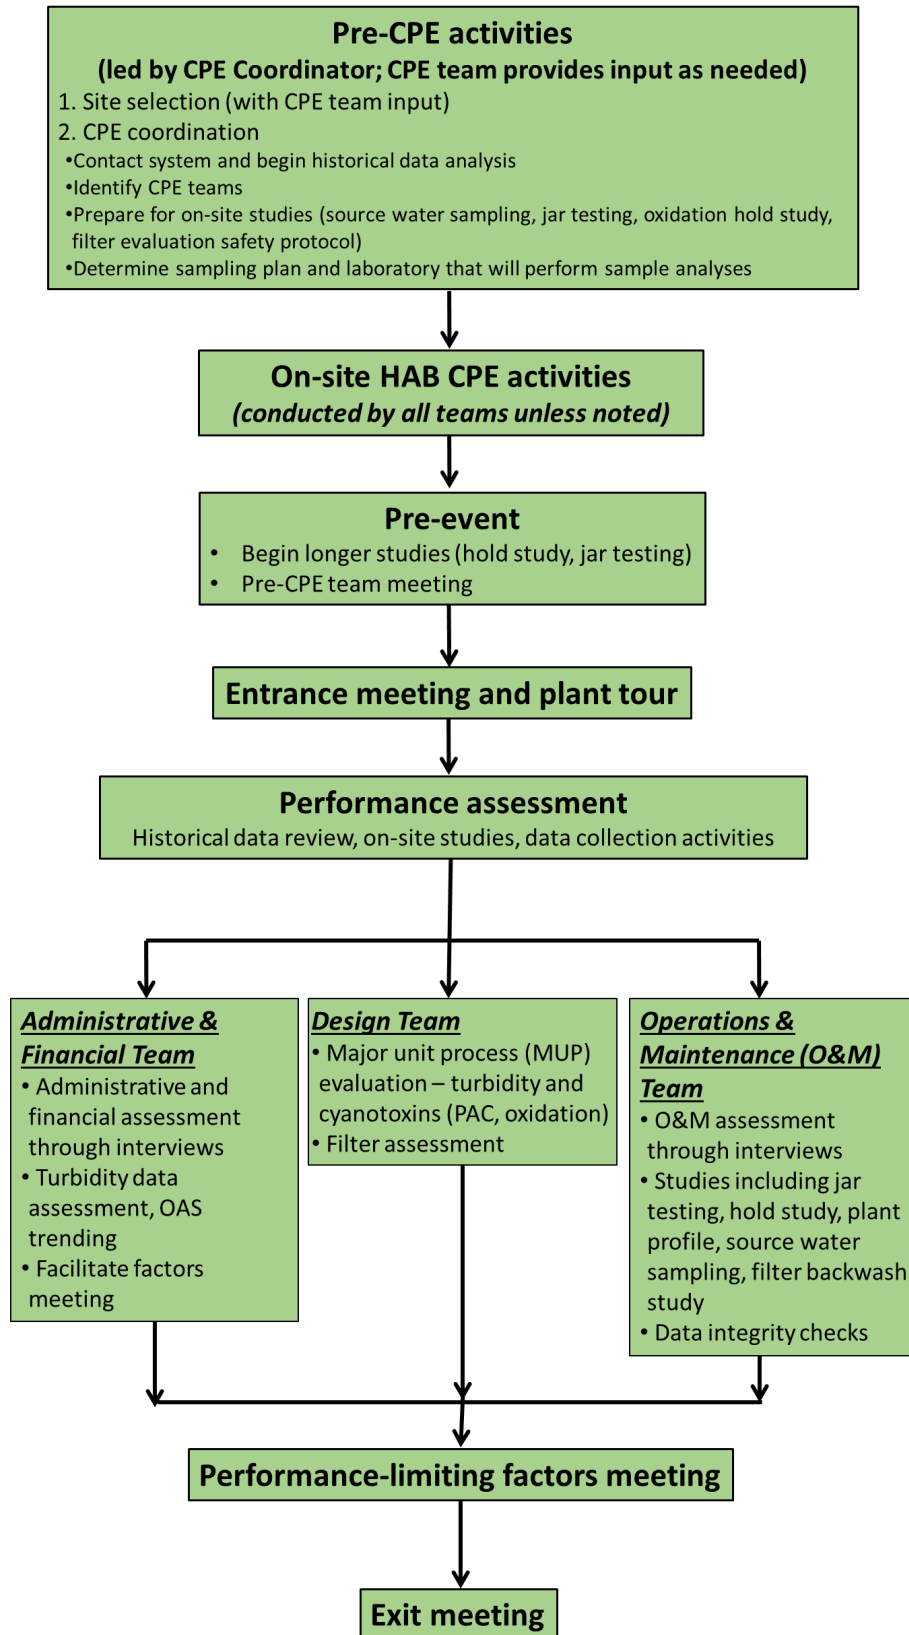 Pre-CPE activities
(led by CPE Coordinator; CPE team provides input as needed)
1. Site selection (with CPE team input)
2. CPE coordination
•Contact system and begin historical data analysis
•Identify CPE teams
•Prepare for on-site studies (source water sampling, jar testing, oxidation hold study,
filter evaluation safety protocol)
•Determine sampling plan and laboratory that will perform sample analyses
On-site HAB CPE activities
(conducted by all teams unless noted)
Pre-event
• Begin longer studies (hold study, jar testing)
• Pre-CPE team meeting
Entrance meeting and plant tour
Performance assessment
Historical data review, on-site studies, data collection activities
Administrative &
Financial Team
• Administrative and
financial assessment
through interviews
• Turbidity data
assessment, OAS
trending
• Facilitate factors
meeting
Design Team
• Major unit process (MUP)
evaluation – turbidity and
cyanotoxins (PAC, oxidation)
• Filter assessment
Operations &
Maintenance (O&M)
Team
• O&M assessment
through interviews
• Studies including jar
testing, hold study, plant
profile, source water
sampling, filter backwash
study
• Data integrity checks
Performance-limiting factors meeting
Exit meeting